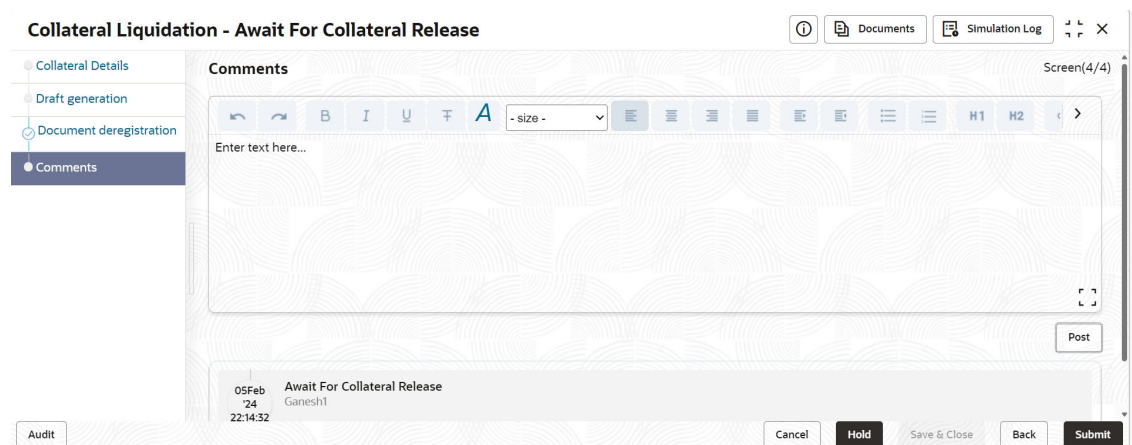 Collateral Liquidation - Await For Collateral Release
Documents
Simulation Log
Collateral Details
Draft generation
Document deregistration
Comments
Comments
Screen(4/4)
B I U T A - size - H1 H2
Enter text here...
Post
05Feb
'24
22:14:32
Await For Collateral Release
Ganesh1
Audit
Cancel
Hold
Save & Close
Back
Submit